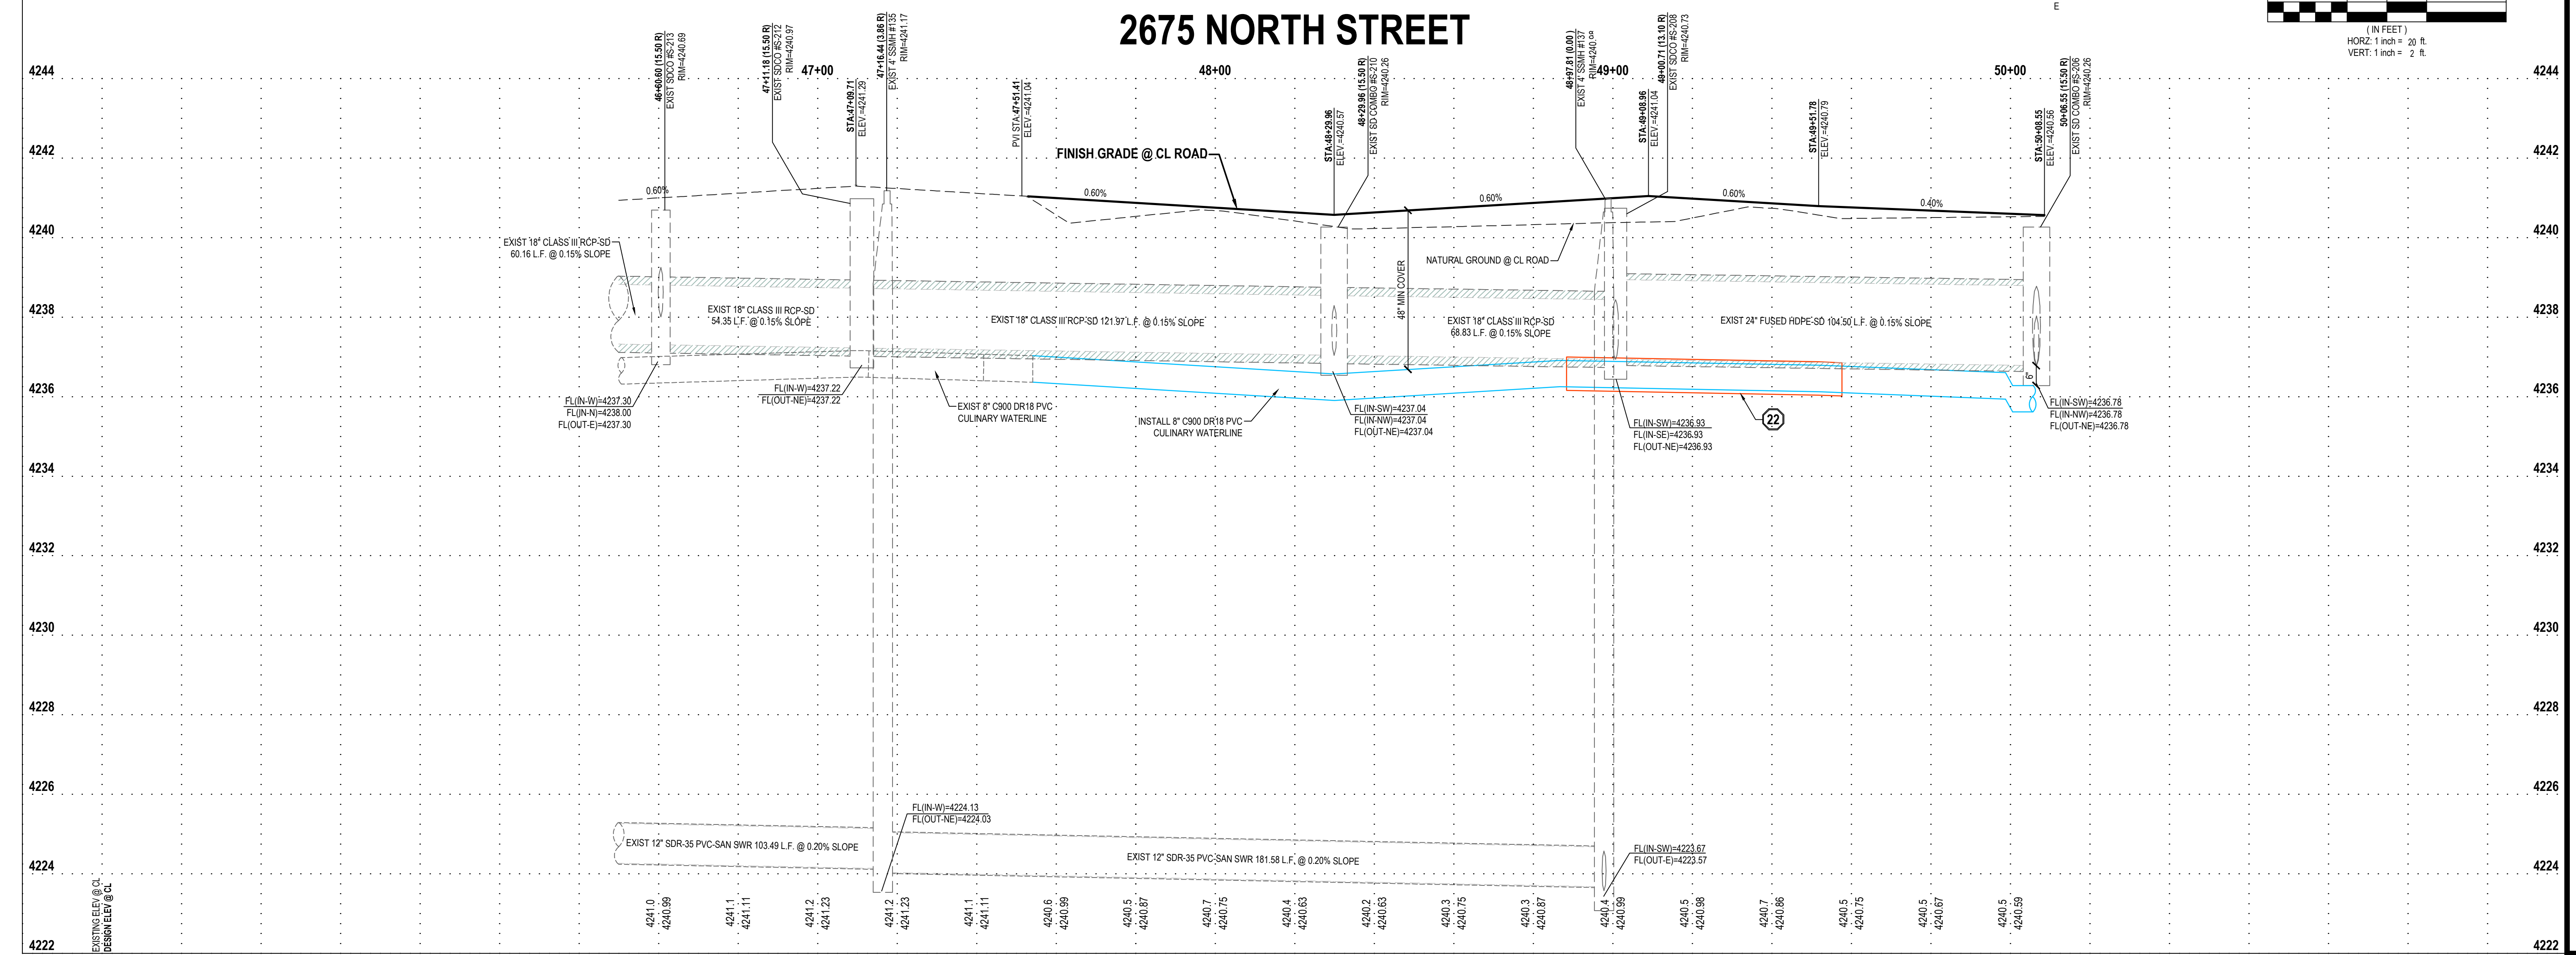 2675 NORTH STREET
E
( IN FEET )
HORZ: 1 inch = 20 ft.
VERT: 1 inch = 2 ft.
4244
47+00
48+00
49+00
50+00
4244
46+60.60 (15.50 R)
EXIST SDCO #S-213
RIM=4240.69
47+11.18 (15.50 R)
EXIST SDCO #S-212
RIM=4240.97
STA:47+09.71
ELEV.=4241.29
47+16.44 (3.86 R)
EXIST 4' SSMH #135
RIM=4241.17
PVI STA:47+51.41
ELEV.=4241.04
STA:48+29.96
ELEV.=4240.57
48+29.96 (15.50 R)
EXIST SD COMBO #S-210
RIM=4240.26
48+97.81 (0.00 )
EXIST 4' SSMH #137
STA:49+08.96
ELEV.=4241.04
49+00.71 (13.10 R)
EXIST SDCO #S-208
RIM=4240.73
STA:49+51.78
ELEV.=4240.79
STA:50+08.55
ELEV.=4240.56
50+06.55 (15.50 R)
EXIST SD COMBO #S-206
RIM=4240.26
4242
FINISH GRADE @ CL ROAD
4242
0.60%
0.60%
0.60%
0.60%
0.40%
4240
4240
EXIST 18" CLASS III RCP-SD
60.16 L.F. @ 0.15% SLOPE
NATURAL GROUND @ CL ROAD
48" MIN COVER
4238
4238
EXIST 18" CLASS III RCP-SD
54.35 L.F. @ 0.15% SLOPE
EXIST 18" CLASS III RCP-SD 121.97 L.F. @ 0.15% SLOPE
EXIST 18" CLASS III RCP-SD
68.83 L.F. @ 0.15% SLOPE
EXIST 24" FUSED HDPE-SD 104.50 L.F. @ 0.15% SLOPE
4236
4236
6"
FL(IN-W)=4237.30
FL(IN-N)=4238.00
FL(OUT-E)=4237.30
FL(IN-W)=4237.22
FL(OUT-NE)=4237.22
EXIST 8" C900 DR18 PVC
CULINARY WATERLINE
INSTALL 8" C900 DR18 PVC
CULINARY WATERLINE
FL(IN-SW)=4237.04
FL(IN-NW)=4237.04
FL(OUT-NE)=4237.04
FL(IN-SW)=4236.93
FL(IN-SE)=4236.93
FL(OUT-NE)=4236.93
22
FL(IN-SW)=4236.78
FL(IN-NW)=4236.78
FL(OUT-NE)=4236.78
4234
4234
4232
4232
4230
4230
4228
4228
4226
4226
FL(IN-W)=4224.13
FL(OUT-NE)=4224.03
EXIST 12" SDR-35 PVC-SAN SWR 103.49 L.F. @ 0.20% SLOPE
EXIST 12" SDR-35 PVC-SAN SWR 181.58 L.F. @ 0.20% SLOPE
FL(IN-SW)=4223.67
FL(OUT-E)=4223.57
4224
4224
EXISTING ELEV @ CL
DESIGN ELEV @ CL
4241.0
4240.99
4241.1
4241.11
4241.2
4241.23
4241.2
4241.23
4241.1
4241.11
4240.6
4240.99
4240.5
4240.87
4240.7
4240.75
4240.4
4240.63
4240.2
4240.63
4240.3
4240.75
4240.3
4240.87
4240.4
4240.99
4240.5
4240.98
4240.7
4240.86
4240.5
4240.75
4240.5
4240.67
4240.5
4240.59
4222
4222